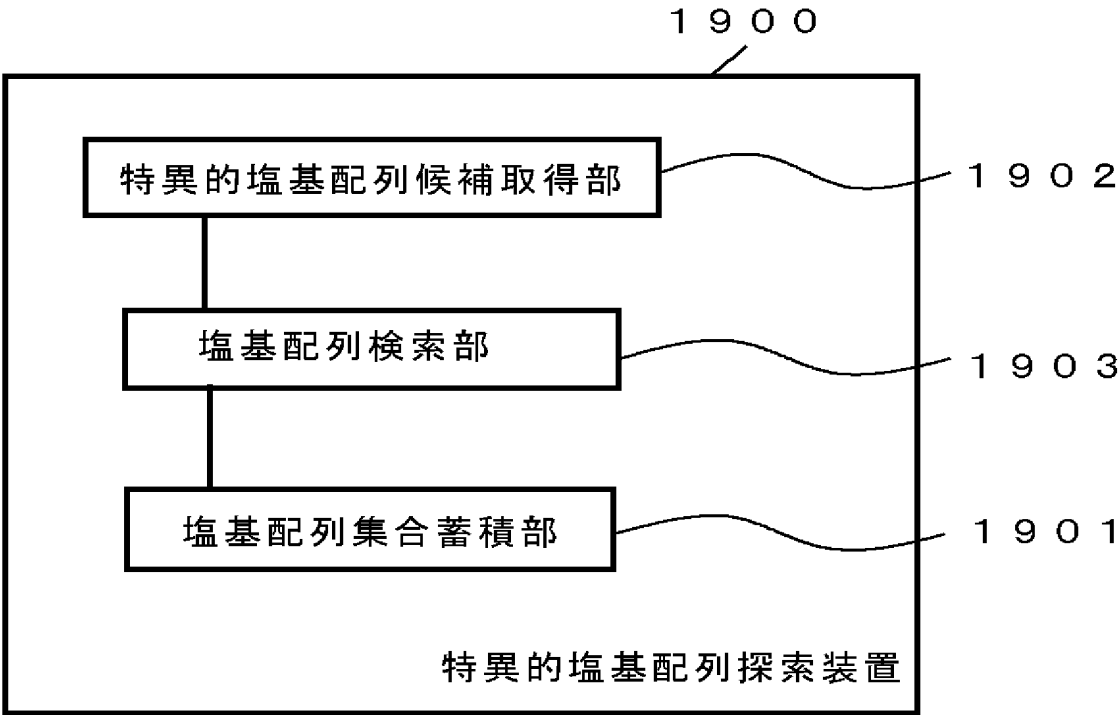 １９００
特異的塩基配列候補取得部
１９０２
塩基配列検索部
１９０３
塩基配列集合蓄積部
１９０１
特異的塩基配列探索装置